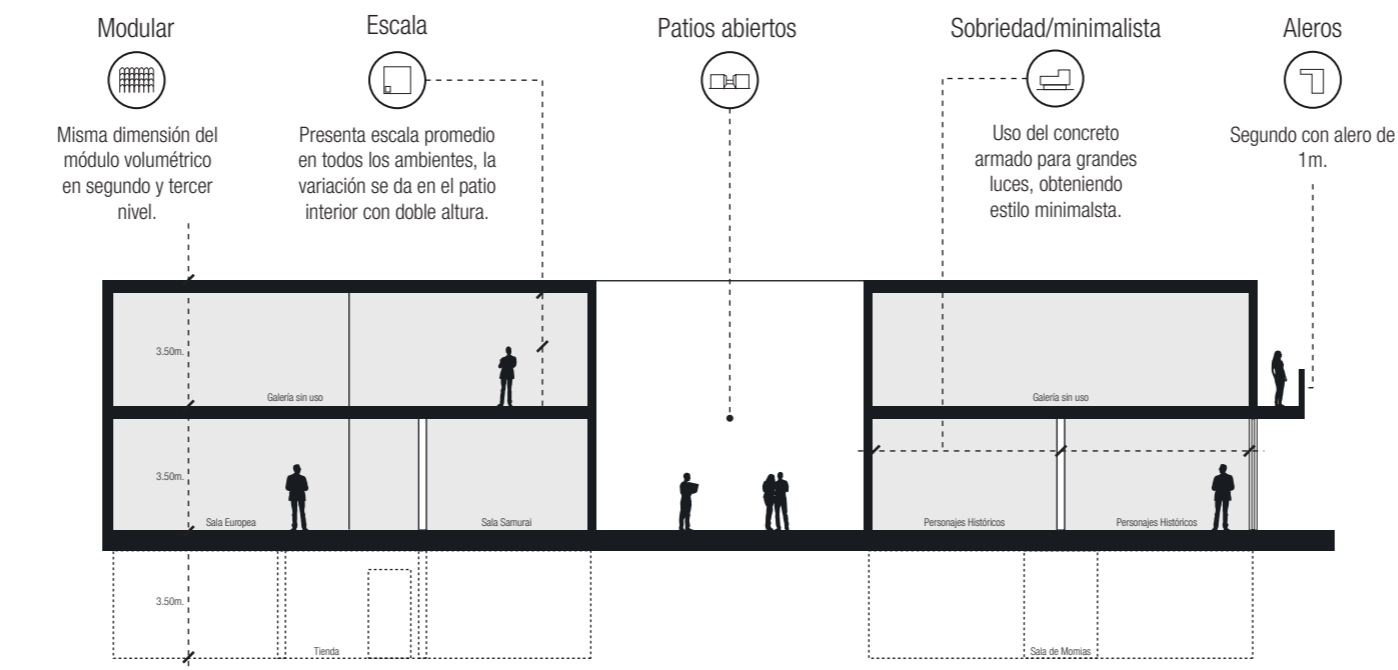 Modular
Misma dimensión del
módulo volumétrico
en segundo y tercer
nivel.
Escala
Presenta escala promedio
en todos los ambientes, la
variación se da en el patio
interior con doble altura.
Patios abiertos
Sobriedad/minimalista
Uso del concreto
armado para grandes
luces, obteniendo
estilo minimalsta.
Aleros
Segundo con alero de
1m.
3.50m.
Galería sin uso
Galería sin uso
3.50m.
Sala Europea
Sala Samurai
Personajes Históricos
Personajes Históricos
3.50m.
Tienda
Sala de Momias